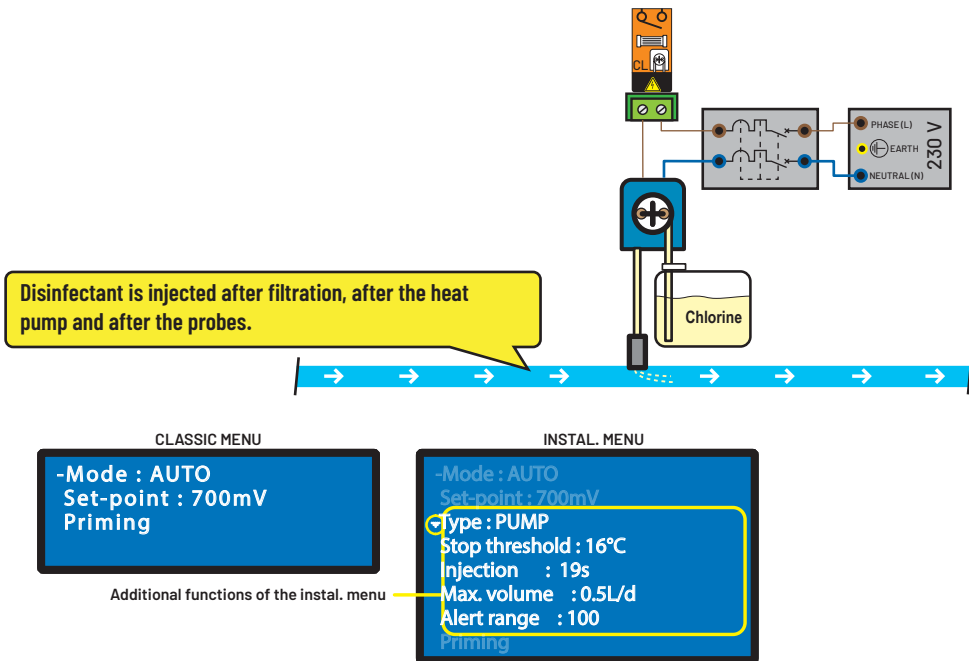 CL
PHASE (L)
EARTH
NEUTRAL (N)
230 V
Disinfectant is injected after filtration, after the heat
pump and after the probes.
Chlorine
CLASSIC MENU
-Mode : AUTO
Set-point : 700mV
Priming
INSTAL. MENU
-Mode : AUTO
Set-point : 700mV
Type : PUMP
Stop threshold : 16°C
Injection : 19s
Max. volume : 0.5L/d
Alert range : 100
Priming
Additional functions of the instal. menu